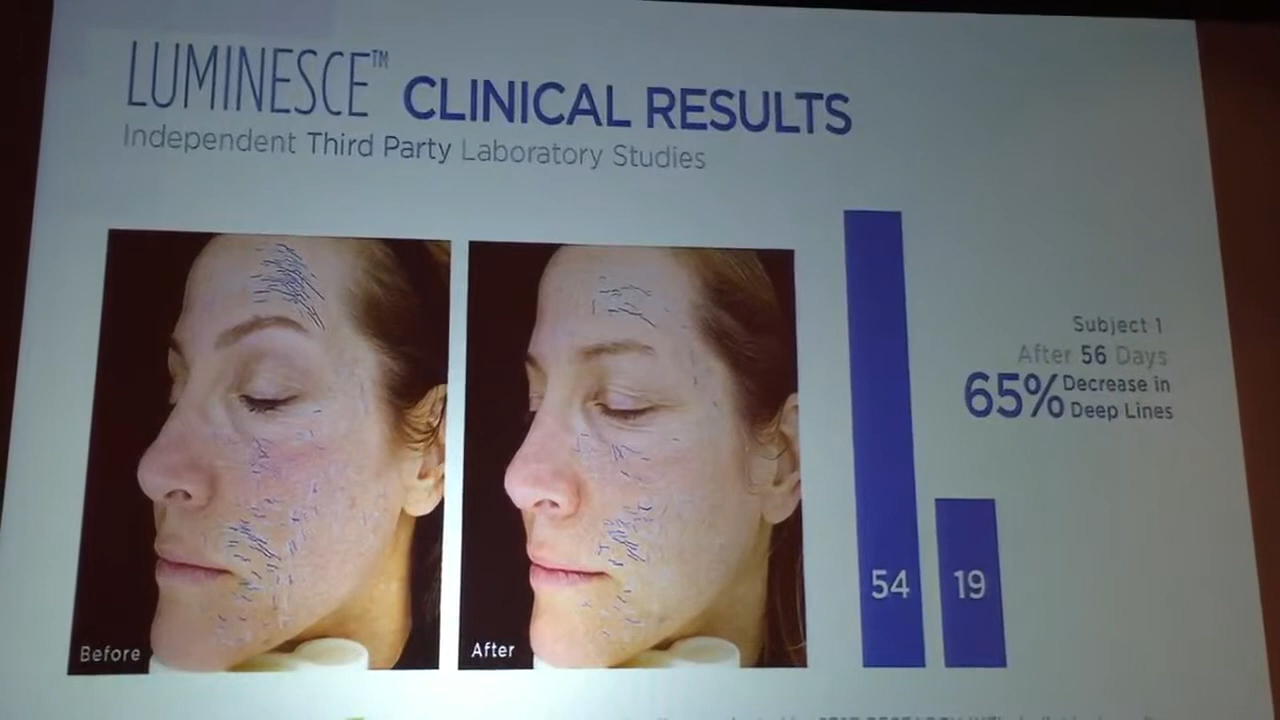 LUMINESCE™ CLINICAL RESULTS
Independent Third Party Laboratory Studies
Subject 1
After 56 Days
65% Decrease in
Deep Lines
54
19
Before
After